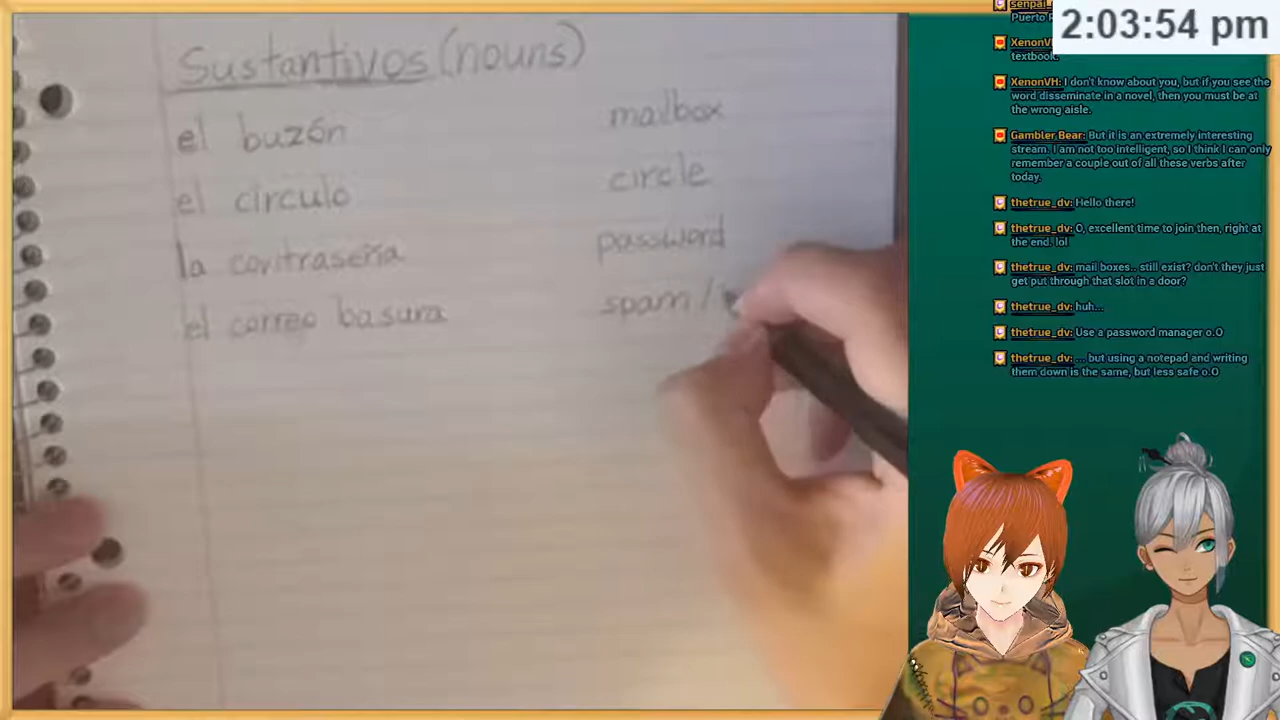 Sustantivos (nouns)
el buzón mailbox
el círculo circle
la contraseña password
el correo basura spam /
2:03:54 pm
senpai_
Puerto
XenonV
textbook.
XenonVH: I don't know about you, but if you see the
word disseminate in a novel, then you must be at
the wrong aisle.
Gambler Bear: But it is an extremely interesting
stream. I am not too intelligent, so I think I can only
remember a couple out of all these verbs after
today.
thetrue_dv: Hello there!
thetrue_dv: O, excellent time to join then, right at
the end. lol
thetrue_dv: mail boxes.. still exist? don't they just
get put through that slot in a door?
thetrue_dv: huh...
thetrue_dv: Use a password manager o.O
thetrue_dv: ... but using a notepad and writing
them down is the same, but less safe o.O